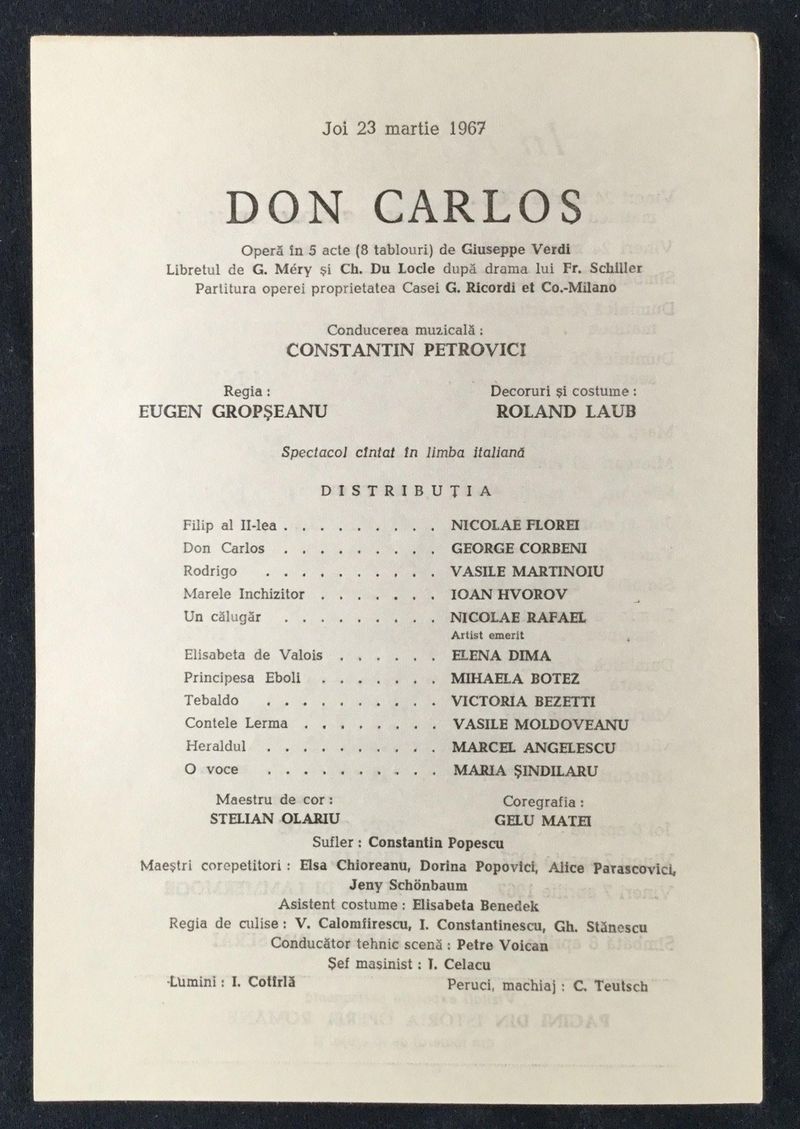 Joi 23 martie 1967
DON CARLOS
Operă în 5 acte (8 tablouri) de Giuseppe Verdi
Libretul de G. Méry și Ch. Du Locle după drama lui Fr. Schiller
Partitura operei proprietatea Casei G. Ricordi et Co.-Milano
Conducerea muzicală :
CONSTANTIN PETROVICI
Regia :
EUGEN GROPȘEANU
Decoruri și costume :
ROLAND LAUB
Spectacol cîntat în limba italiană
DISTRIBUȚIA
Filip al II-lea . . . . . . . . . NICOLAE FLOREI
Don Carlos . . . . . . . . . GEORGE CORBENI
Rodrigo . . . . . . . . . . VASILE MARTINOIU
Marele Inchizitor . . . . . . . IOAN HVOROV
Un călugăr . . . . . . . . . NICOLAE RAFAEL
Artist emerit
Elisabeta de Valois . . . . . . ELENA DIMA
Principesa Eboli . . . . . . . MIHAELA BOTEZ
Tebaldo . . . . . . . . . . VICTORIA BEZETTI
Contele Lerma . . . . . . . . VASILE MOLDOVEANU
Heraldul . . . . . . . . . . MARCEL ANGELESCU
O voce . . . . . . . . . . MARIA ȘINDILARU
Maestru de cor :
STELIAN OLARIU
Coregrafia :
GELU MATEI
Sufler : Constantin Popescu
Maeștri corepetitori : Elsa Chioreanu, Dorina Popovici, Alice Parascovici,
Jeny Schönbaum
Asistent costume : Elisabeta Benedek
Regia de culise : V. Calomfirescu, I. Constantinescu, Gh. Stănescu
Conducător tehnic scenă : Petre Voican
Șef mașinist : I. Celacu
Lumini : I. Cotîrlă
Peruci, machiaj : C. Teutsch